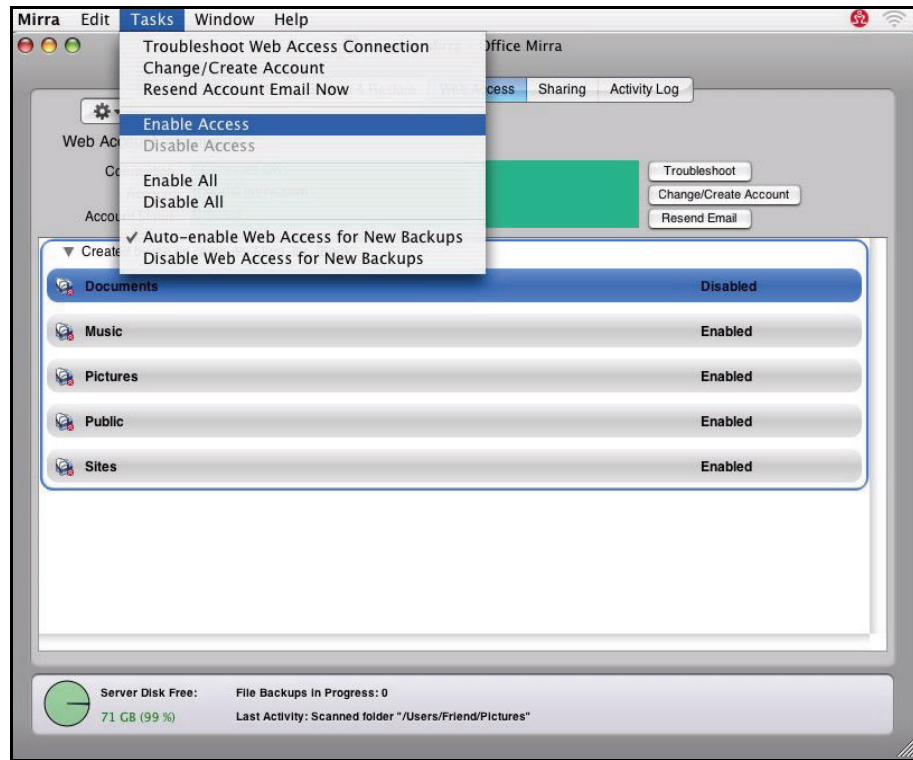 Mirra Edit Tasks Window Help
Office Mirra
Troubleshoot Web Access Connection
Change/Create Account
Resend Account Email Now
Enable Access
Disable Access
Enable All
Disable All
✓ Auto-enable Web Access for New Backups
Disable Web Access for New Backups
Sharing Activity Log
Web
Troubleshoot
Change/Create Account
Resend Email
Documents Disabled
Music Enabled
Pictures Enabled
Public Enabled
Sites Enabled
Server Disk Free: File Backups in Progress: 0
71 GB (99 %) Last Activity: Scanned folder "/Users/Friend/Pictures"